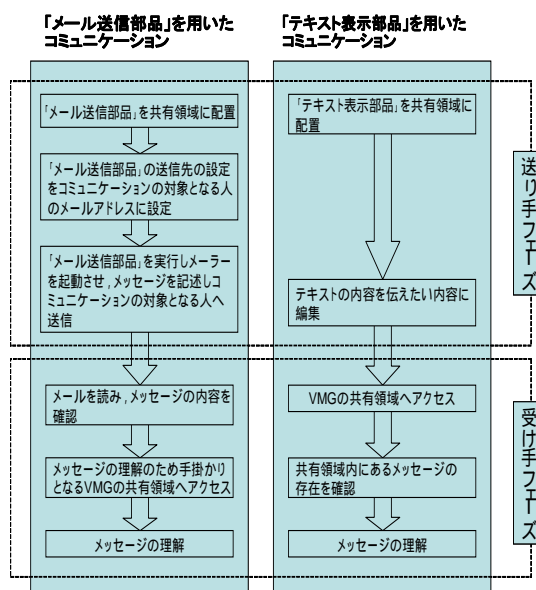 「メール送信部品」を用いた
コミュニケーション
「メール送信部品」を共有領域に配置
「メール送信部品」の送信先の設定
をコミュニケーションの対象となる人
のメールアドレスに設定
「メール送信部品」を実行しメーラー
を起動させ,メッセージを記述しコ
ミュニケーションの対象となる人へ
送信
メールを読み,メッセージの内容を
確認
メッセージの理解のため手掛かり
となるVMGの共有領域へアクセス
メッセージの理解
「テキスト表示部品」を用いた
コミュニケーション
「テキスト表示部品」を共有領域に
配置
テキストの内容を伝えたい内容に
編集
VMGの共有領域へアクセス
共有領域内にあるメッセージの
存在を確認
メッセージの理解
送り手フェーズ
受け手フェーズ